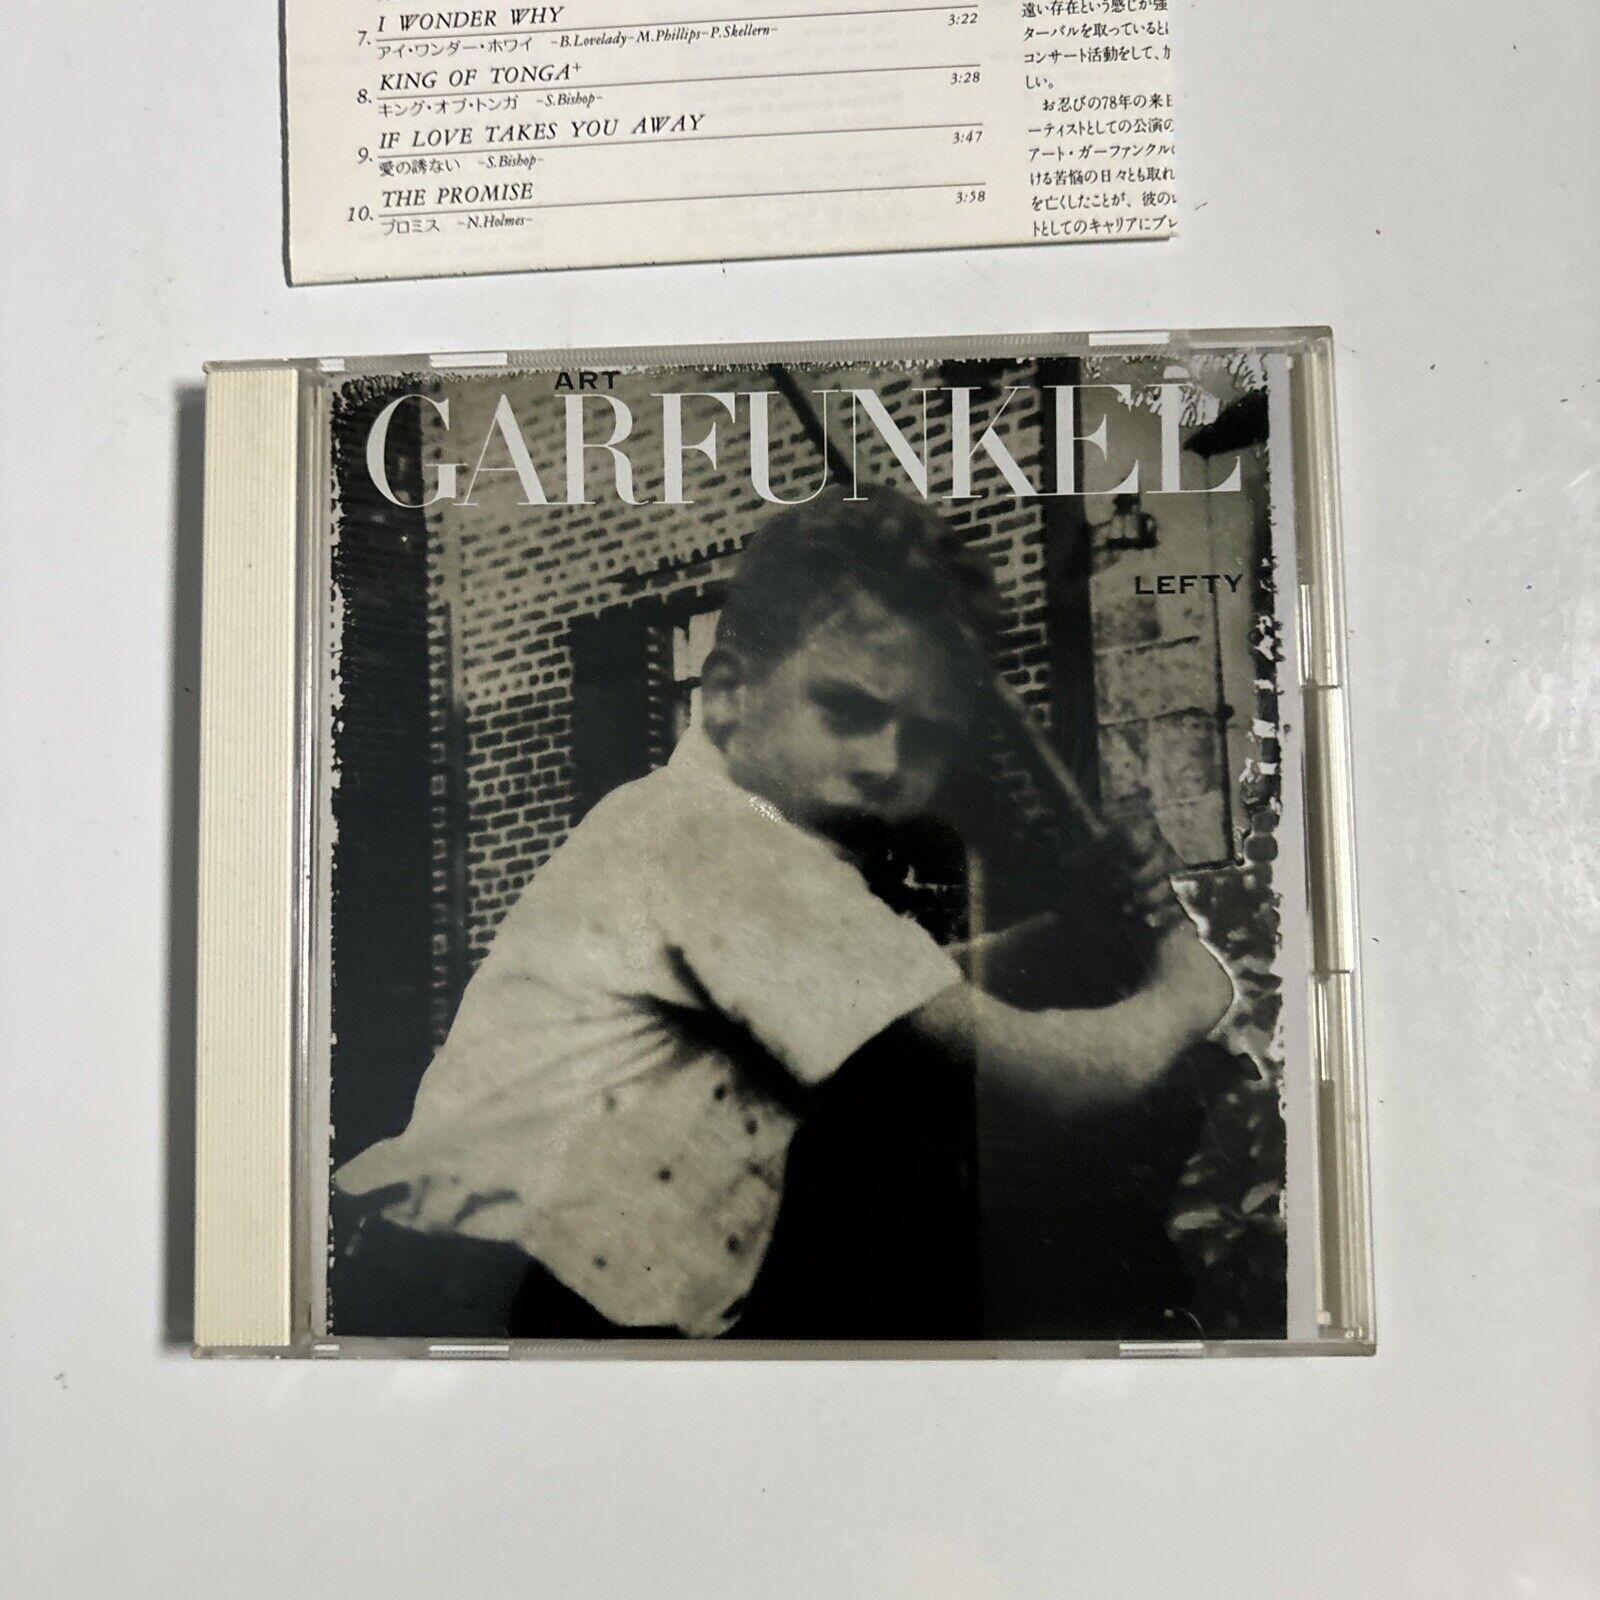 I WONDER WHY 3:22
7. アイ・ワンダー・ホワイ –B.Lovelady–M.Phillips–P.Skellern–
KING OF TONGA+ 3:28
8. キング・オブ・トンガ –S.Bishop–
IF LOVE TAKES YOU AWAY 3:47
9. 愛の誘ない –S.Bishop–
THE PROMISE 3:58
10. プロミス –N.Holmes–
遠い存在という感じが強
ターバルを取っていると
コンサート活動をして、カ
しい。
お忍びの78年の来日
ーティストとしての公演の
アート・ガーファンクル
ける苦悩の日々とも取れ
を亡くしたことが、彼の
トとしてのキャリアにブレ
ART
GARFUNKEL
LEFTY